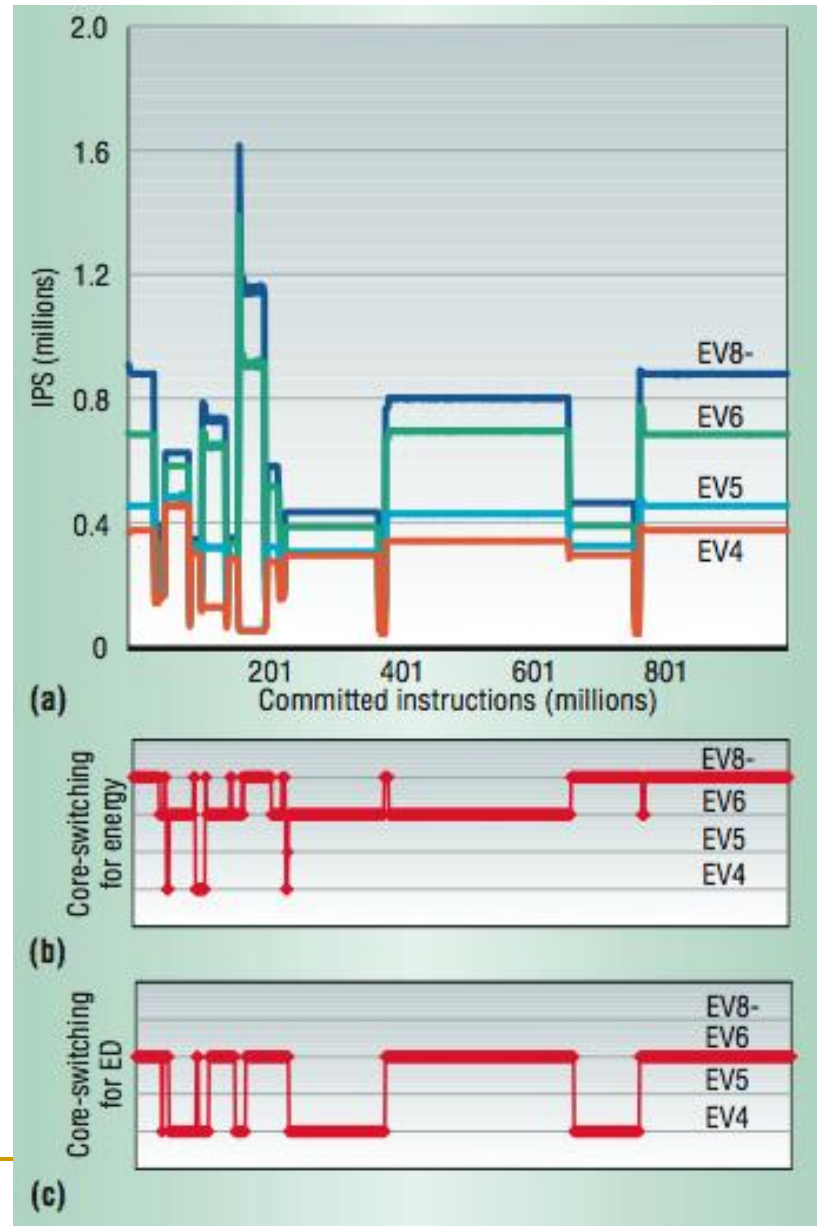 2.0
1.6
1.2
0.8
0.4
0
IPS (millions)
EV8-
EV6
EV5
EV4
201 401 601 801
(a) Committed instructions (millions)
Core-switching
for energy
EV8-
EV6
EV5
EV4
(b)
Core-switching
for ED
EV8-
EV6
EV5
EV4
(c)